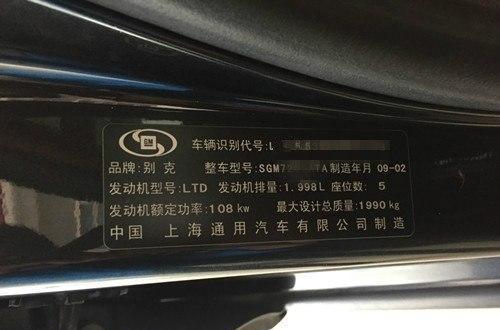 GM
车辆识别代号:L
品牌:别克 整车型号:SGM72 TA 制造年月 09-02
发动机型号:LTD 发动机排量:1.998L 座位数: 5
发动机额定功率:108 kw 最大设计总质量:1990 kg
中国 上海通用汽车有限公司制造